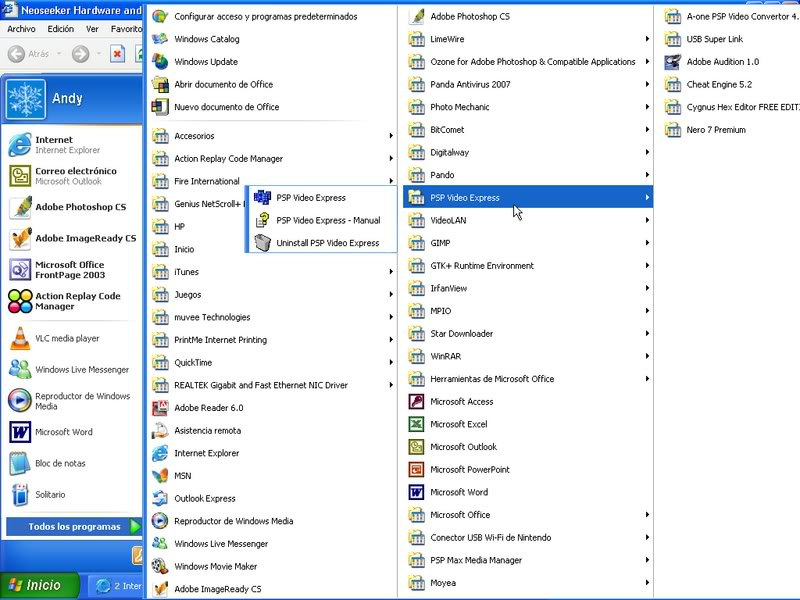 Neoseeker Hardware and
Archivo Edición Ver Favorito
Atrás
Andy
Internet
Internet Explorer
Correo electrónico
Microsoft Outlook
Adobe Photoshop CS
Adobe ImageReady CS
Microsoft Office
FrontPage 2003
Action Replay Code
Manager
VLC media player
Windows Live Messenger
Reproductor de Windows
Media
Microsoft Word
Bloc de notas
Solitario
Todos los programas
Inicio
2 Inter
Configurar acceso y programas predeterminados
Windows Catalog
Windows Update
Abrir documento de Office
Nuevo documento de Office
Accesorios
Action Replay Code Manager
Fire International
Genius NetScroll+
HP
Inicio
iTunes
Juegos
muvee Technologies
PrintMe Internet Printing
QuickTime
REALTEK Gigabit and Fast Ethernet NIC Driver
Adobe Reader 6.0
Asistencia remota
Internet Explorer
MSN
Outlook Express
Reproductor de Windows Media
Windows Live Messenger
Windows Movie Maker
Adobe ImageReady CS
PSP Video Express
PSP Video Express - Manual
Uninstall PSP Video Express
Adobe Photoshop CS
LimeWire
Ozone for Adobe Photoshop & Compatible Applications
Panda Antivirus 2007
Photo Mechanic
BitComet
Digitalway
Pando
PSP Video Express
VideoLAN
GIMP
GTK+ Runtime Environment
IrfanView
MPIO
Star Downloader
WinRAR
Herramientas de Microsoft Office
Microsoft Access
Microsoft Excel
Microsoft Outlook
Microsoft PowerPoint
Microsoft Word
Microsoft Office
Conector USB Wi-Fi de Nintendo
PSP Max Media Manager
Moyea
A-one PSP Video Convertor 4.
USB Super Link
Adobe Audition 1.0
Cheat Engine 5.2
Cygnus Hex Editor FREE EDITI
Nero 7 Premium